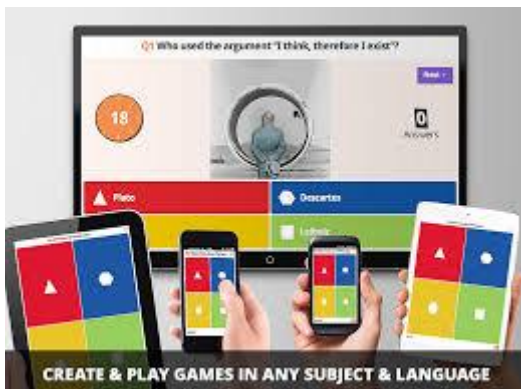 Q1 Who used the argument "I think, therefore I exist"?
Next
18
0
Answers
Plato
Descartes
Leibniz
CREATE & PLAY GAMES IN ANY SUBJECT & LANGUAGE